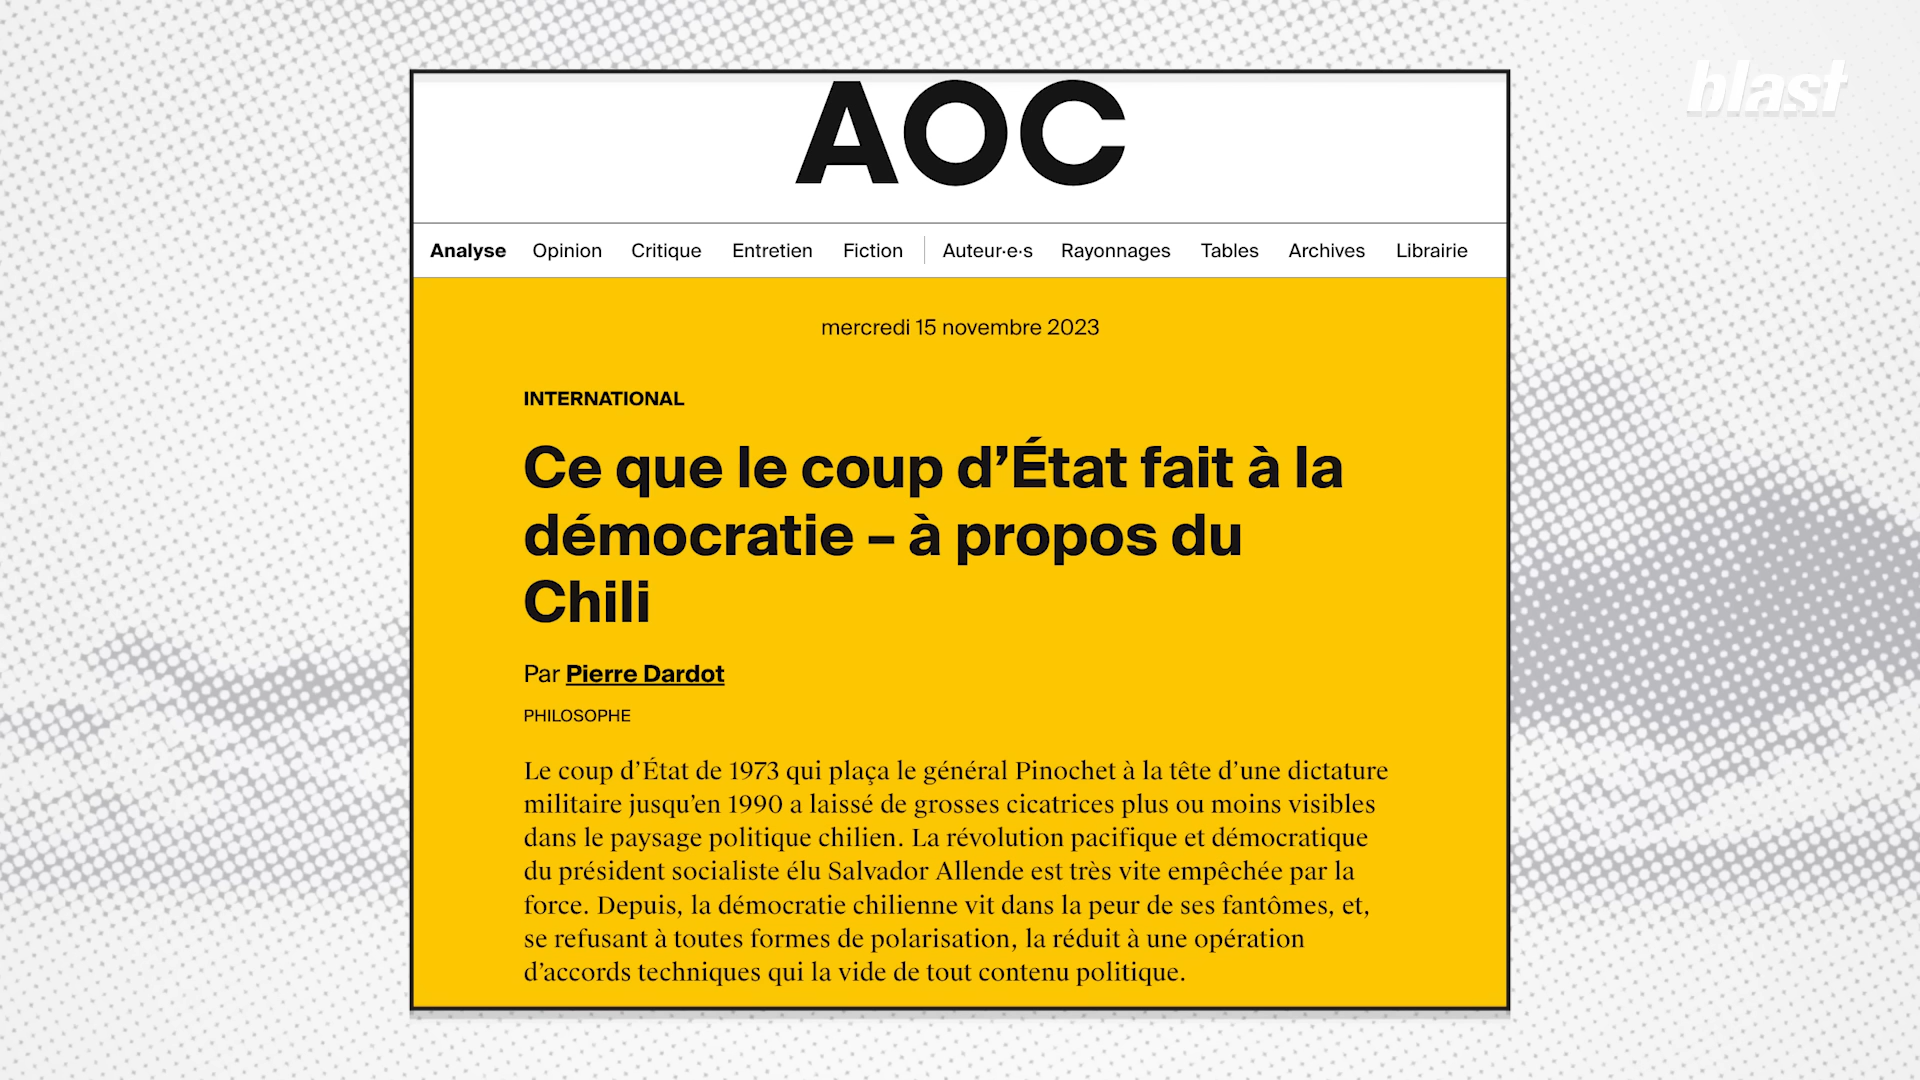 blast
AOC
Analyse Opinion Critique Entretien Fiction Auteur·e·s Rayonnages Tables Archives Librairie
mercredi 15 novembre 2023
INTERNATIONAL
Ce que le coup d’État fait à la
démocratie – à propos du
Chili
Par Pierre Dardot
PHILOSOPHE
Le coup d’État de 1973 qui plaça le général Pinochet à la tête d’une dictature
militaire jusqu’en 1990 a laissé de grosses cicatrices plus ou moins visibles
dans le paysage politique chilien. La révolution pacifique et démocratique
du président socialiste élu Salvador Allende est très vite empêchée par la
force. Depuis, la démocratie chilienne vit dans la peur de ses fantômes, et,
se refusant à toutes formes de polarisation, la réduit à une opération
d’accords techniques qui la vide de tout contenu politique.